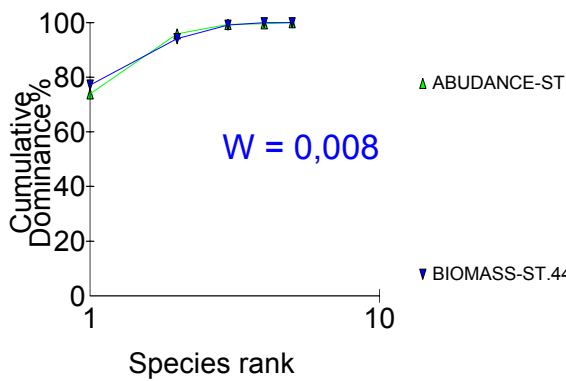 100
80
60
40
20
0
Cumulative
Dominance%
W = 0,008
1
10
Species rank
ABUDANCE-ST
BIOMASS-ST.44